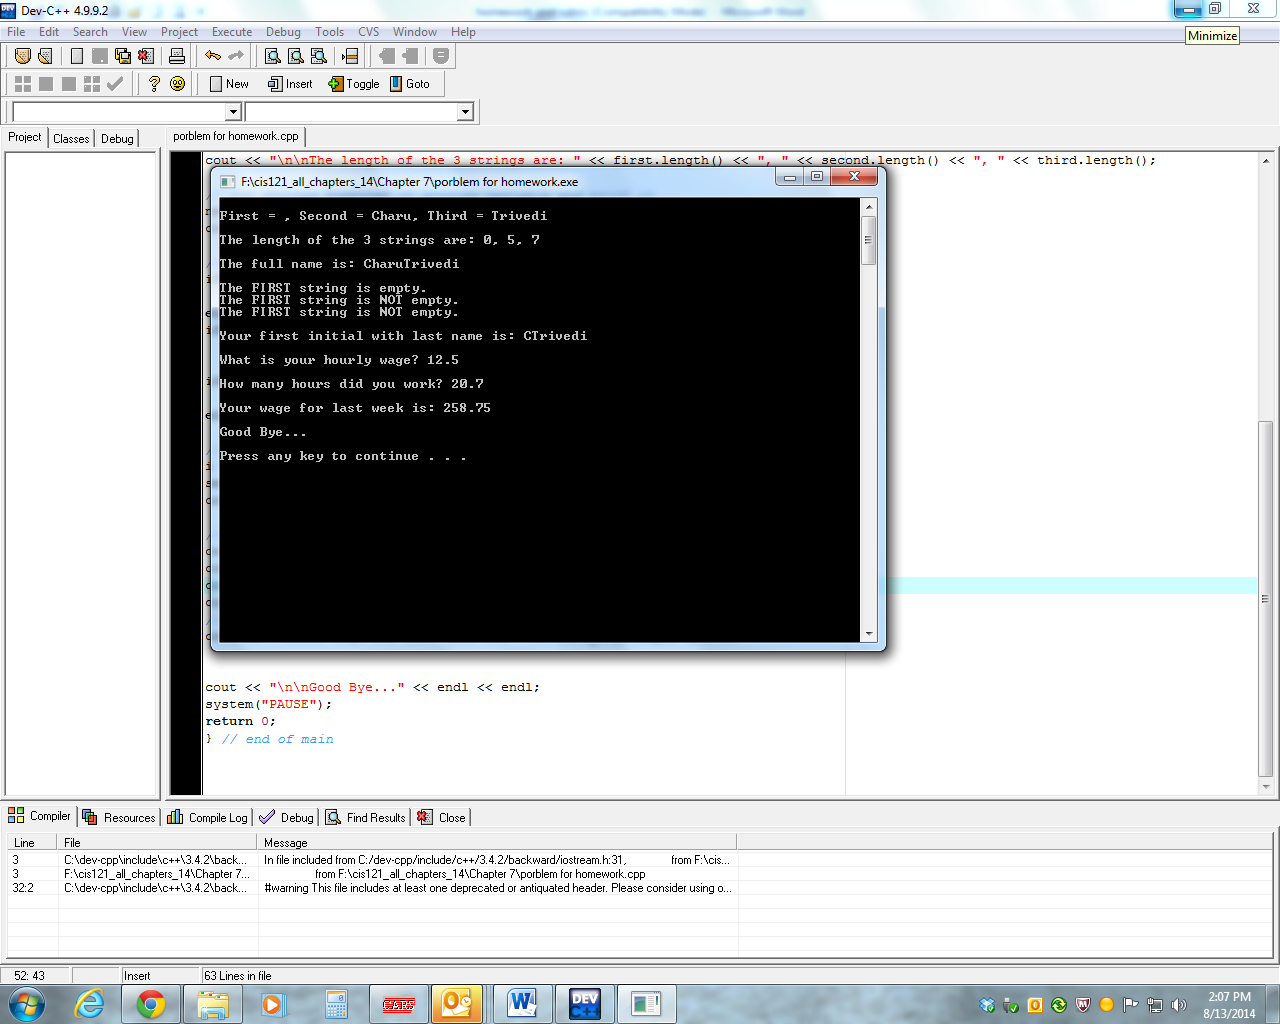 Dev-C++ 4.9.9.2
File Edit Search View Project Execute Debug Tools CVS Window Help
Minimize
New Insert Toggle Goto
Project Classes Debug
porblem for homework.cpp
cout << "\n\nThe length of the 3 strings are: " << first.length() << ", " << second.length() << ", " << third.length();
F:\cis121_all_chapters_14\Chapter 7\porblem for homework.exe
First = , Second = Charu, Third = Trivedi
The length of the 3 strings are: 0, 5, 7
The full name is: CharuTrivedi
The FIRST string is empty.
The FIRST string is NOT empty.
The FIRST string is NOT empty.
Your first initial with last name is: CTrivedi
What is your hourly wage? 12.5
How many hours did you work? 20.7
Your wage for last week is: 258.75
Good Bye...
Press any key to continue . . .
cout << "\n\nGood Bye..." << endl << endl;
system("PAUSE");
return 0;
} // end of main
Compiler Resources Compile Log Debug Find Results Close
Line File Message
3 C:\dev-cpp\include\c++\3.4.2\back... In file included from C:/dev-cpp/include/c++/3.4.2/backward/iostream.h:31, from F:\cis...
3 F:\cis121_all_chapters_14\Chapter 7... from F:\cis121_all_chapters_14\Chapter 7\porblem for homework.cpp
32:2 C:\dev-cpp\include\c++\3.4.2\back... #warning This file includes at least one deprecated or antiquated header. Please consider using o...
52: 43 Insert 63 Lines in file
CARS DEV C++
2:07 PM
8/13/2014